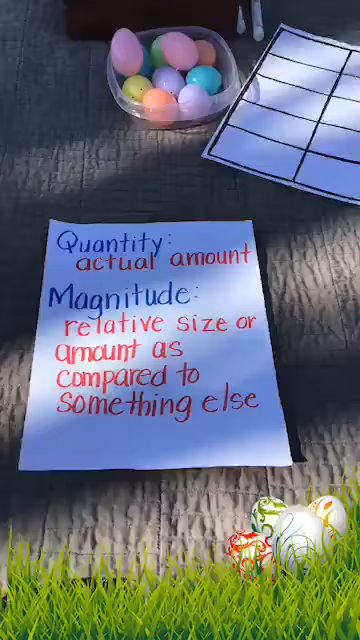 Quantity:
actual amount
Magnitude:
relative size or
amount as
compared to
something else